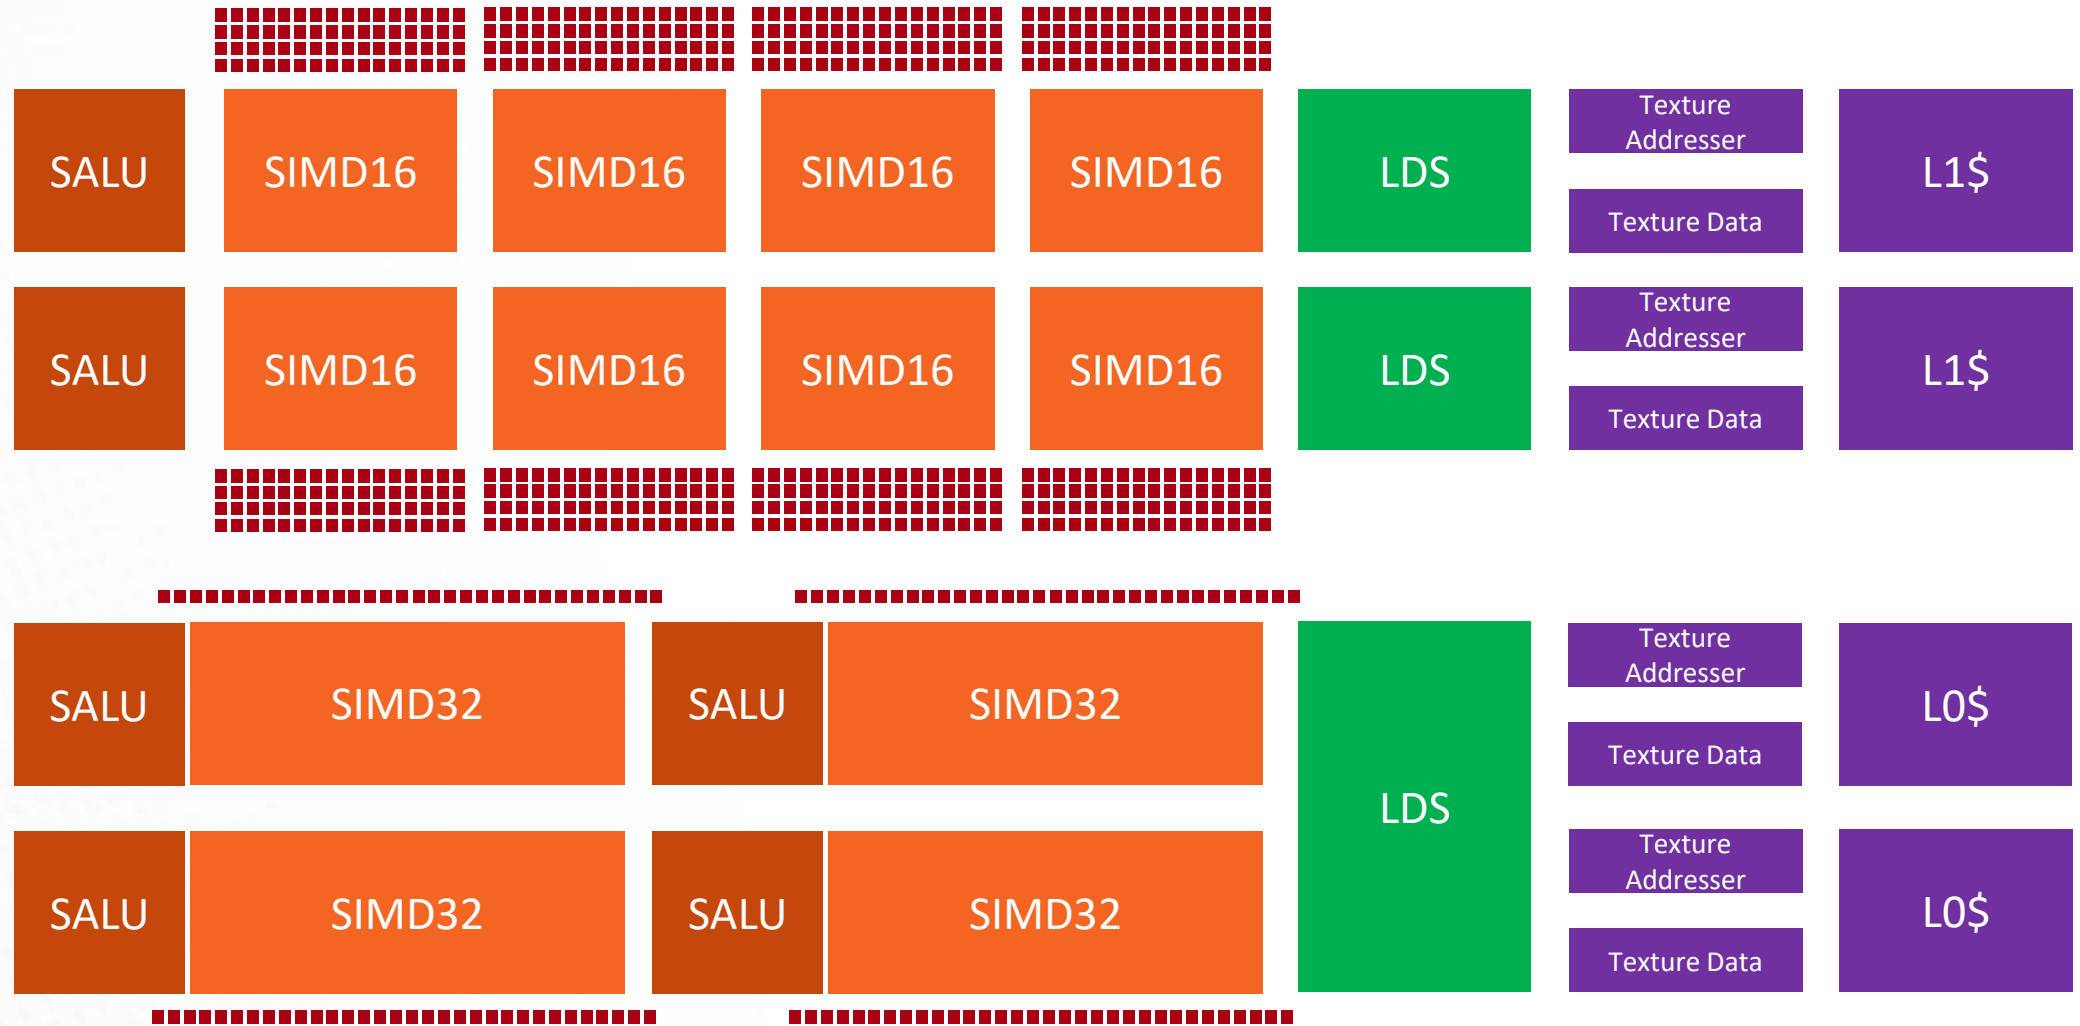 SALU
SIMD16
SIMD16
SIMD16
SIMD16
LDS
Texture
Addresser
Texture Data
L1$
SALU
SIMD16
SIMD16
SIMD16
SIMD16
LDS
Texture
Addresser
Texture Data
L1$
SALU
SIMD32
SALU
SIMD32
LDS
Texture
Addresser
Texture Data
L0$
SALU
SIMD32
SALU
SIMD32
Texture
Addresser
Texture Data
L0$